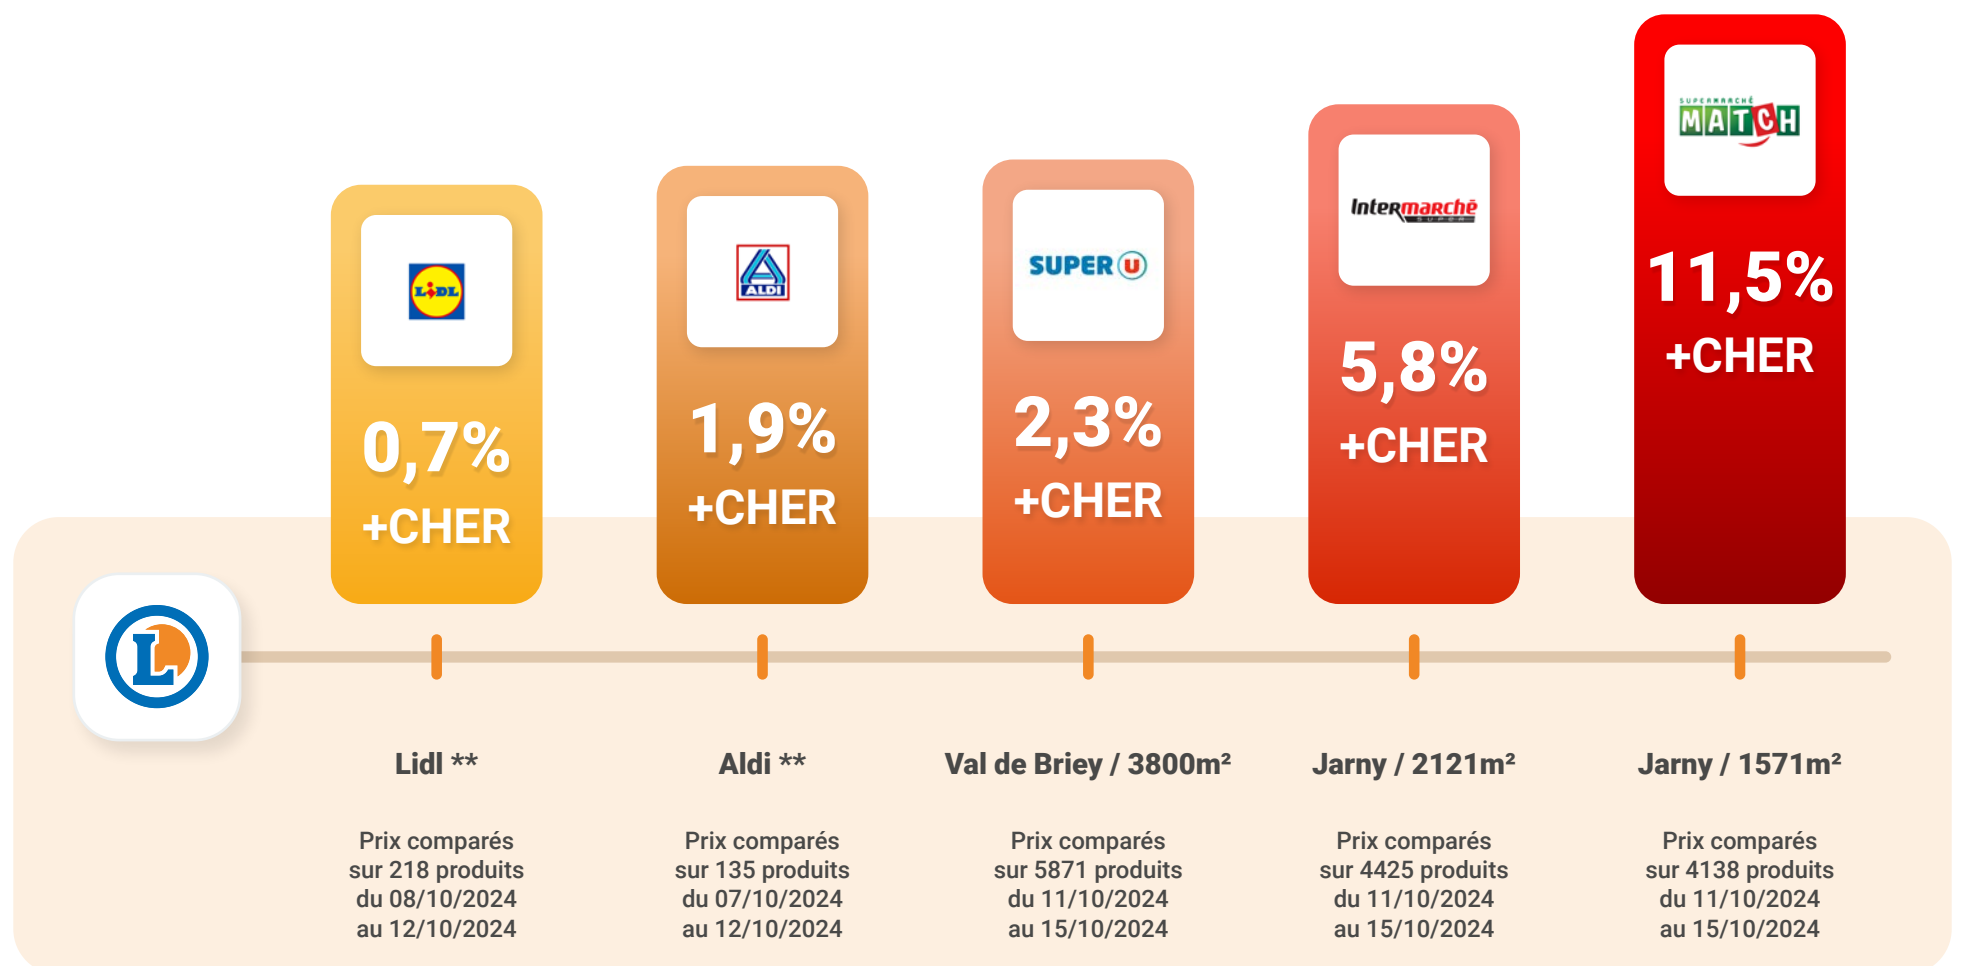 LIDL
0,7%
+CHER
ALDI
1,9%
+CHER
SUPER U
2,3%
+CHER
Intermarchē
SUPER
5,8%
+CHER
SUPERMARCHÉ
MATCH
11,5%
+CHER
L
Lidl **
Prix comparés
sur 218 produits
du 08/10/2024
au 12/10/2024
Aldi **
Prix comparés
sur 135 produits
du 07/10/2024
au 12/10/2024
Val de Briey / 3800m²
Prix comparés
sur 5871 produits
du 11/10/2024
au 15/10/2024
Jarny / 2121m²
Prix comparés
sur 4425 produits
du 11/10/2024
au 15/10/2024
Jarny / 1571m²
Prix comparés
sur 4138 produits
du 11/10/2024
au 15/10/2024